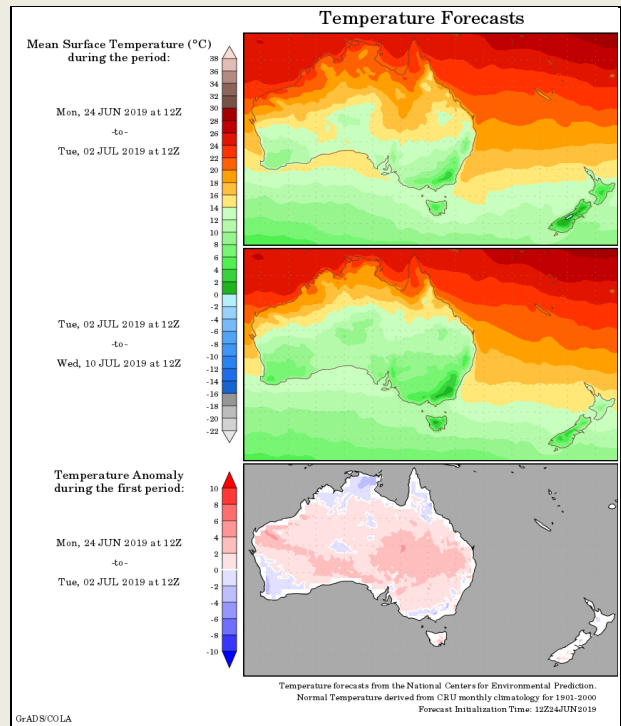 Temperature Forecasts
Mean Surface Temperature (°C)
during the period:
38
36
34
32
30
28
26
24
22
20
18
16
14
12
10
8
6
4
2
0
-2
-4
-6
-8
-10
-12
-14
-16
-18
-20
-22
Mon, 24 JUN 2019 at 12Z
-to-
Tue, 02 JUL 2019 at 12Z
Tue, 02 JUL 2019 at 12Z
-to-
Wed, 10 JUL 2019 at 12Z
Temperature Anomaly
during the first period:
10
8
6
4
2
0
-2
-4
-6
-8
-10
Mon, 24 JUN 2019 at 12Z
-to-
Tue, 02 JUL 2019 at 12Z
Temperature forecasts from the National Centers for Environmental Prediction.
Normal Temperature derived from CRU monthly climatology for 1901-2000
Forecast Initialization Time: 12Z24JUN2019
GrADS/COLA